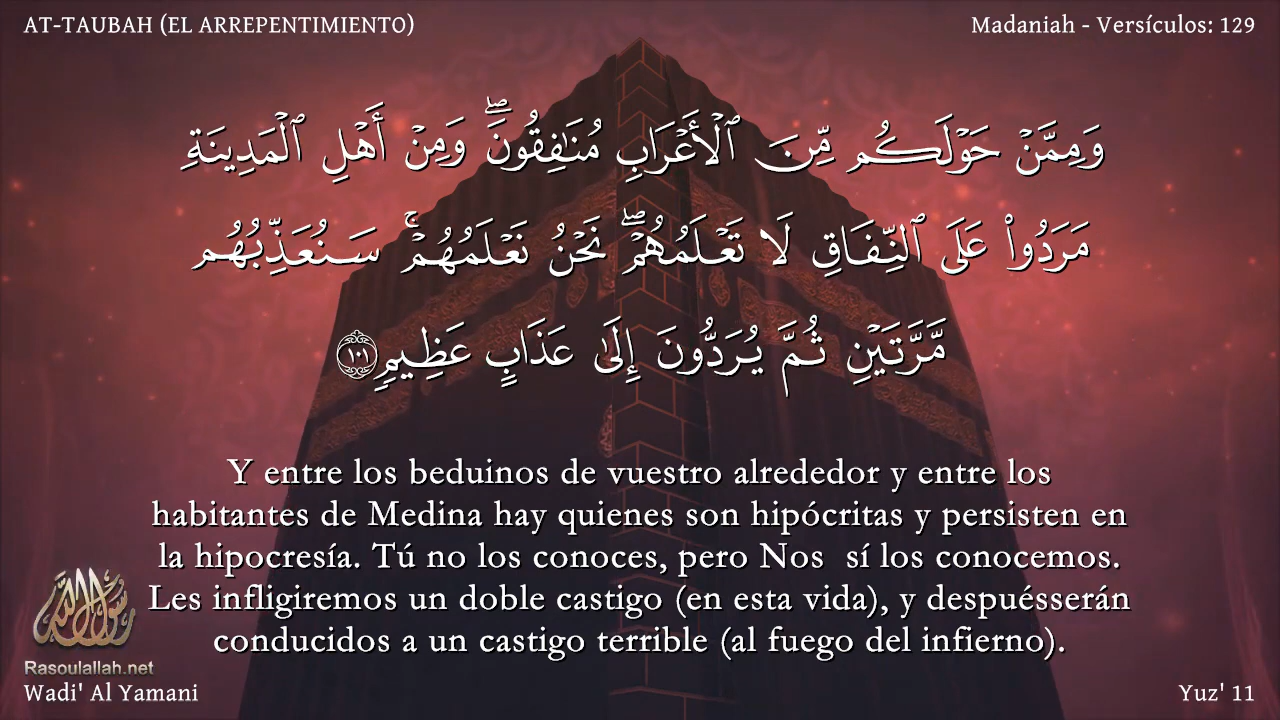 AT-TAUBAH (EL ARREPENTIMIENTO)
Madaniah - Versículos: 129
وَمِمَّنْ حَوْلَكُم مِّنَ ٱلْأَعْرَابِ مُنَـٰفِقُونَ ۖ وَمِنْ أَهْلِ ٱلْمَدِينَةِ
مَرَدُوا۟ عَلَى ٱلنِّفَاقِ لَا تَعْلَمُهُمْ ۖ نَحْنُ نَعْلَمُهُمْ ۚ سَنُعَذِّبُهُم
مَّرَّتَيْنِ ثُمَّ يُرَدُّونَ إِلَىٰ عَذَابٍ عَظِيمٍ ١٠١
Y entre los beduinos de vuestro alrededor y entre los
habitantes de Medina hay quienes son hipócritas y persisten en
la hipocresía. Tú no los conoces, pero Nos  sí los conocemos.
Les infligiremos un doble castigo (en esta vida), y despuésserán
conducidos a un castigo terrible (al fuego del infierno).
رسول الله
Rasoulallah.net
Wadi' Al Yamani
Yuz' 11